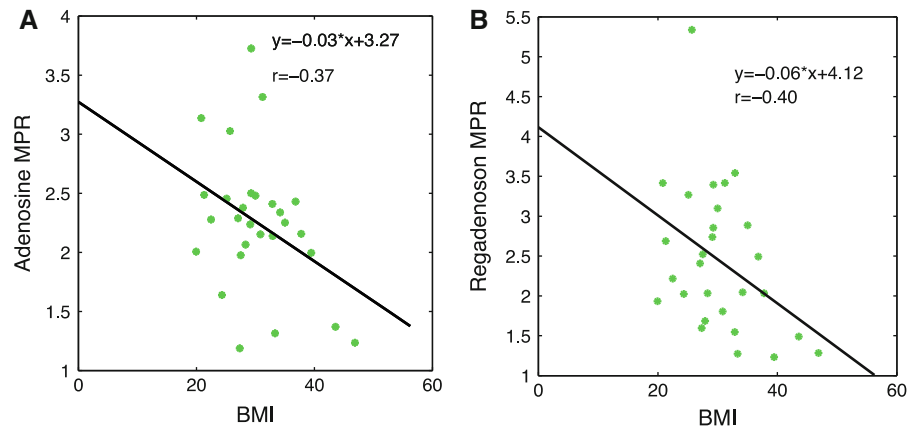 A
4
3.5
3
2.5
2
1.5
1
Adenosine MPR
y=−0.03*x+3.27
r=−0.37
0
20
40
60
BMI
B
5.5
5
4.5
4
3.5
3
2.5
2
1.5
1
Regadenoson MPR
y=−0.06*x+4.12
r=−0.40
0
20
40
60
BMI